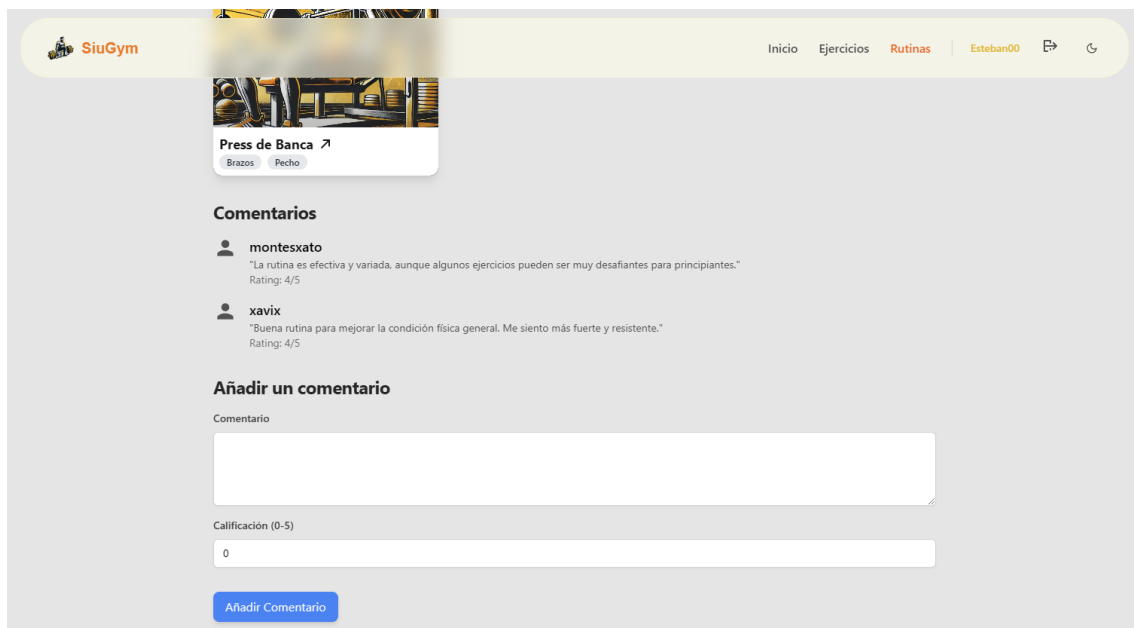 SiuGym
Inicio Ejercicios Rutinas Esteban00
Press de Banca
Brazos Pecho
Comentarios
montesxato
"La rutina es efectiva y variada, aunque algunos ejercicios pueden ser muy desafiantes para principiantes."
Rating: 4/5
xavix
"Buena rutina para mejorar la condición física general. Me siento más fuerte y resistente."
Rating: 4/5
Añadir un comentario
Comentario
Calificación (0-5)
0
Añadir Comentario